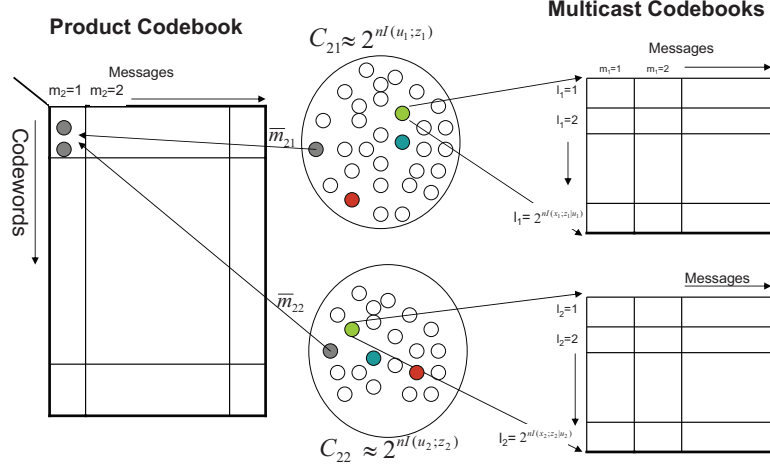 Product Codebook
Messages
m₂=1 m₂=2
Codewords
C₂₁ ≈ 2^{nI(u₁;z₁)}
m̅₂₁
m̅₂₂
C₂₂ ≈ 2^{nI(u₂;z₂)}
Multicast Codebooks
Messages
m₁=1 m₁=2
l₁=1
l₁=2
l₁= 2^{nI(x₁;z₁|u₁)}
Messages
l₂=1
l₂=2
l₂= 2^{nI(x₂;z₂|u₂)}